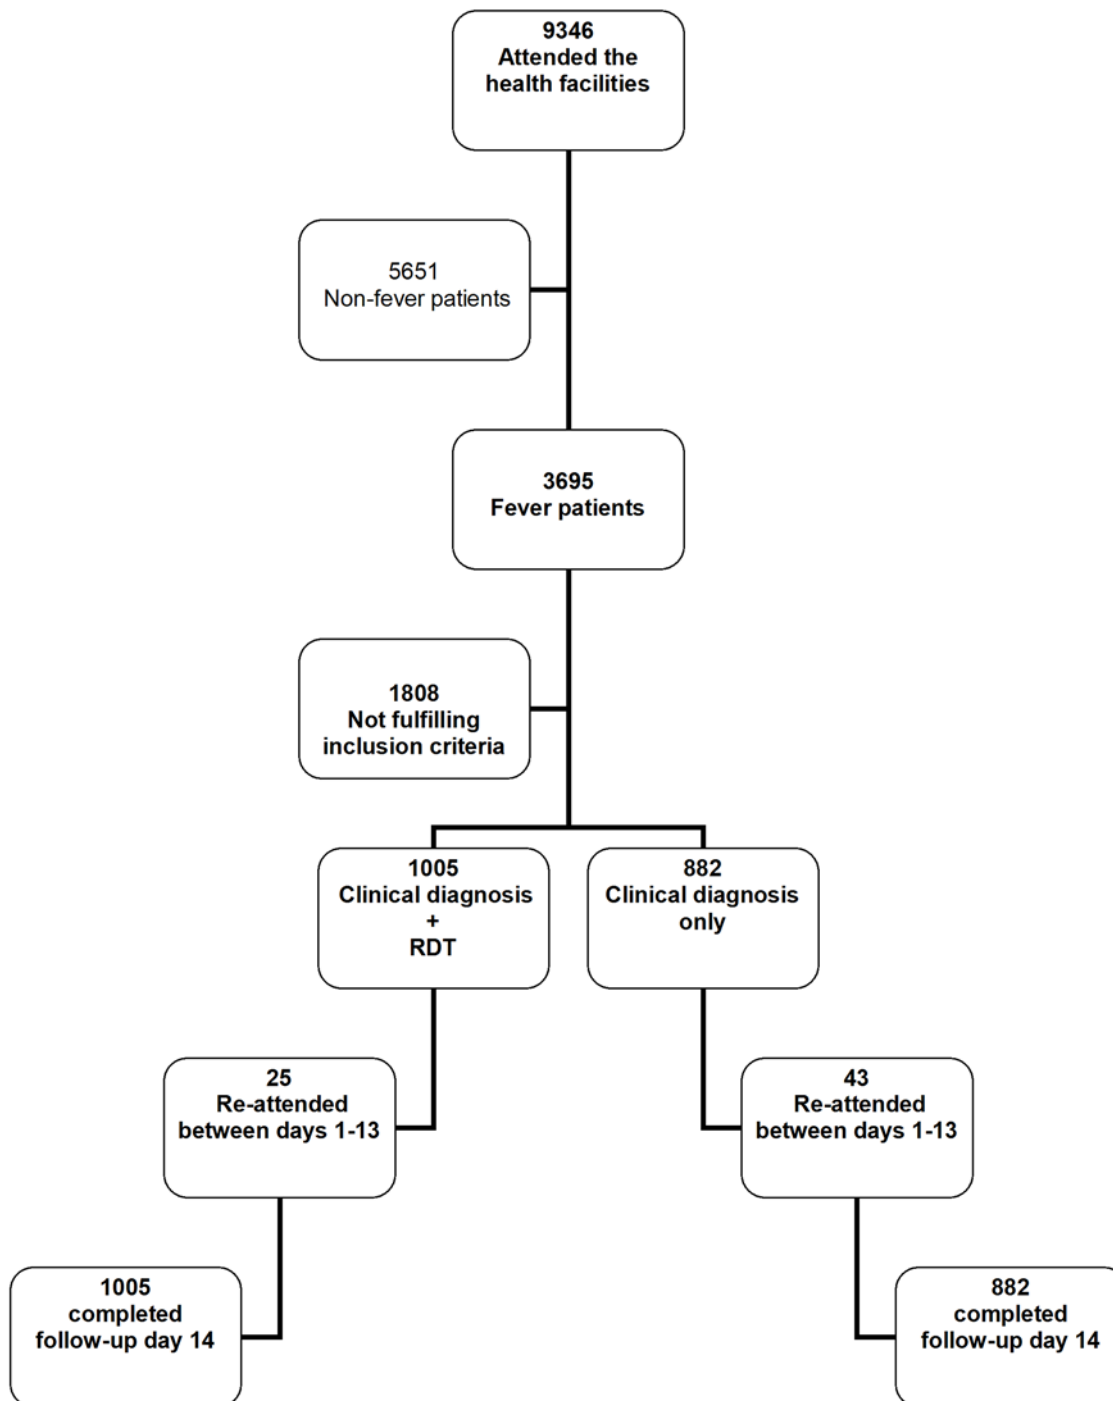 9346
Attended the
health facilities
5651
Non-fever patients
3695
Fever patients
1808
Not fulfilling
inclusion criteria
1005
Clinical diagnosis
+
RDT
882
Clinical diagnosis
only
25
Re-attended
between days 1-13
43
Re-attended
between days 1-13
1005
completed
follow-up day 14
882
completed
follow-up day 14